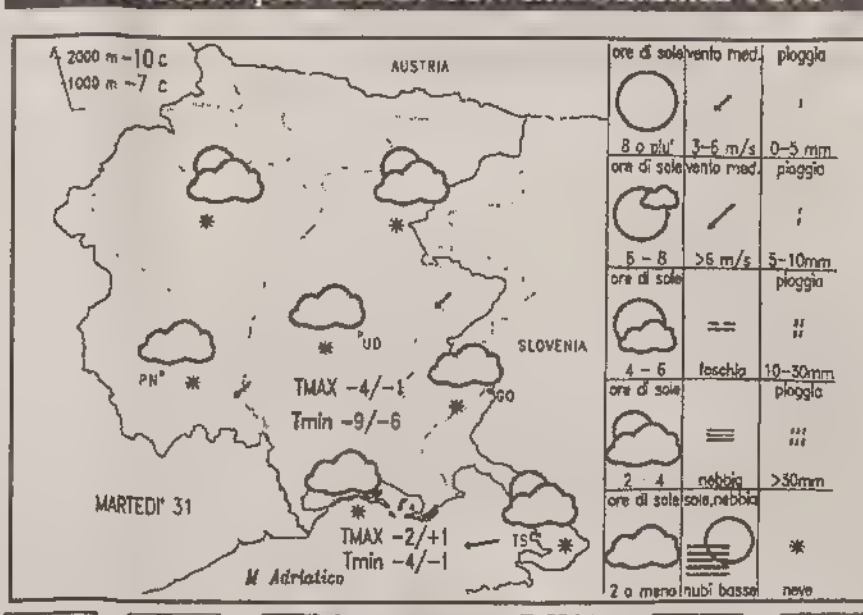 2000 m -10 c
1000 m -7 c
AUSTRIA
SLOVENIA
UD
PN
GO
TMAX -4/-1
Tmin -9/-6
MARTEDI' 31
TMAX -2/+1
Tmin -4/-1
TS
M Adriatico
ore di sole vento med. pioggia
8 o piu' 3-6 m/s 0-5 mm
ore di sole vento med. pioggia
6 - 8 >6 m/s 5-10mm
ore di sole pioggia
4 - 6 foschia 10-30mm
ore di sole pioggia
2 - 4 nebbia >30mm
ore di sole sole,nebbia
2 o meno nubi basse neve